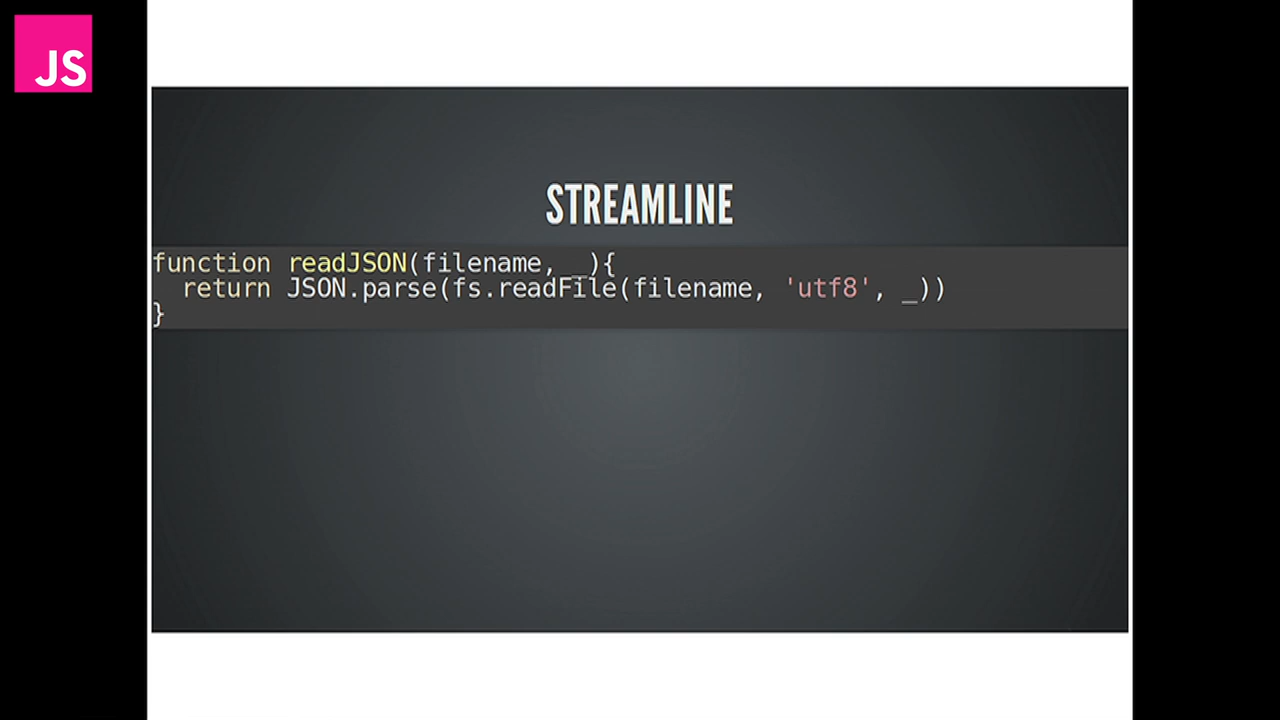 JS
STREAMLINE
function readJSON(filename, _){
  return JSON.parse(fs.readFile(filename, 'utf8', _))
}